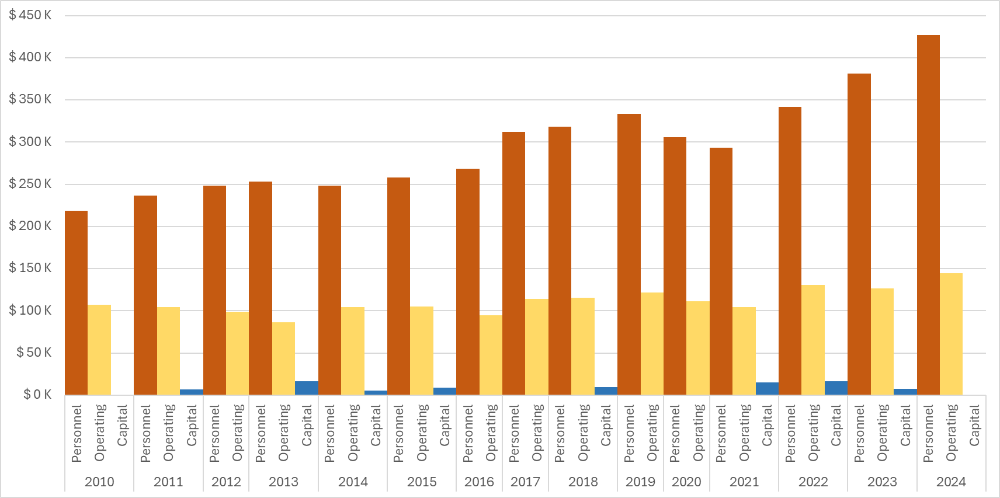 $ 450 K
$ 400 K
$ 350 K
$ 300 K
$ 250 K
$ 200 K
$ 150 K
$ 100 K
$ 50 K
$ 0 K
Personnel Operating Capital Personnel Operating Capital Personnel Operating Personnel Operating Capital Personnel Operating Capital Personnel Operating Capital Personnel Operating Personnel Operating Personnel Operating Capital Personnel Operating Personnel Operating Personnel Operating Capital Personnel Operating Capital Personnel Operating Capital Personnel Operating Capital
2010 2011 2012 2013 2014 2015 2016 2017 2018 2019 2020 2021 2022 2023 2024